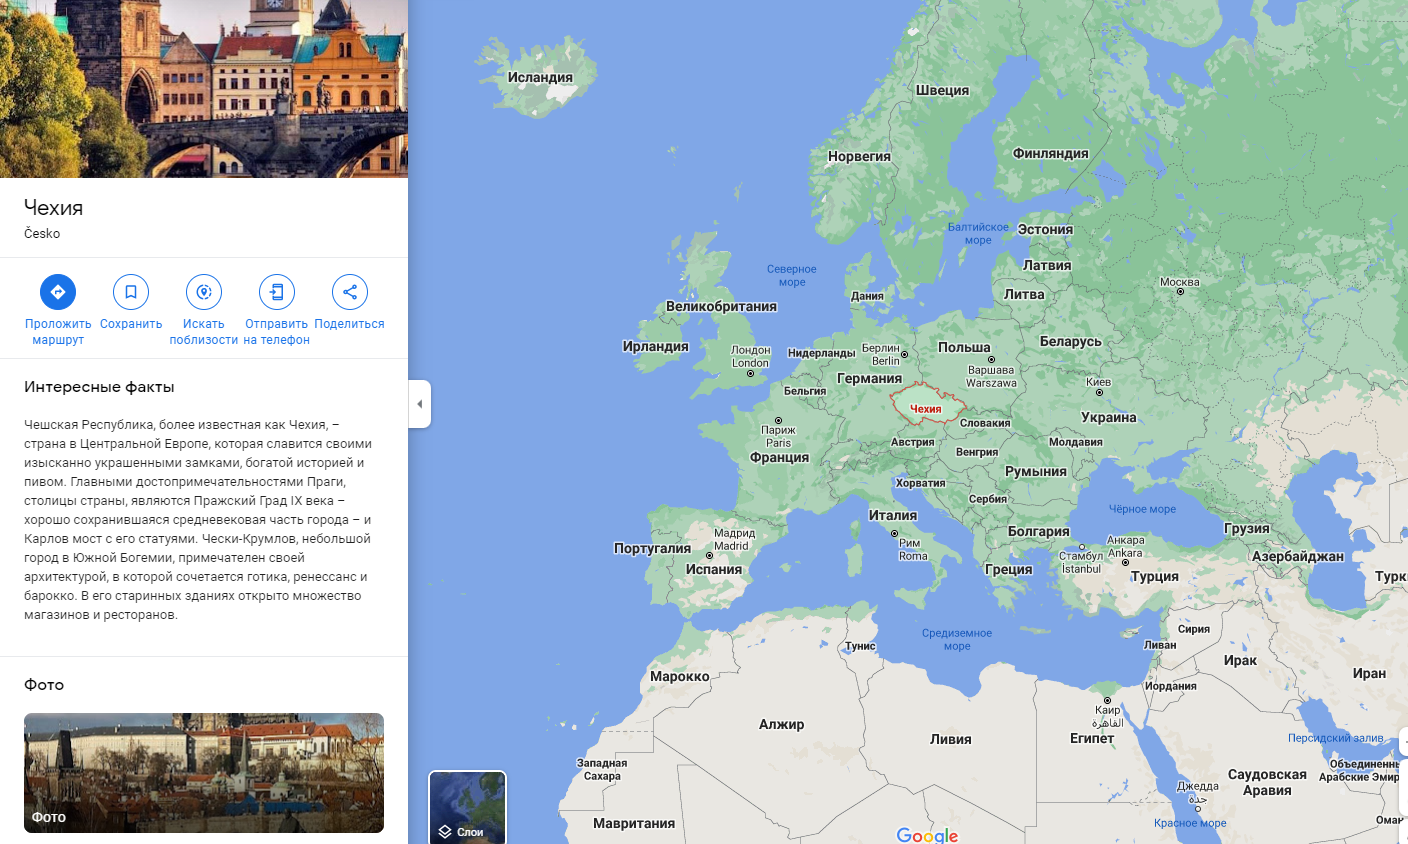 Чехия
Česko
Проложить
маршрут
Сохранить
Искать
поблизости
Отправить
на телефон
Поделиться
Интересные факты
Чешская Республика, более известная как Чехия, –
страна в Центральной Европе, которая славится своими
изысканно украшенными замками, богатой историей и
пивом. Главными достопримечательностями Праги,
столицы страны, являются Пражский Град IX века –
хорошо сохранившаяся средневековая часть города – и
Карлов мост с его статуями. Чески-Крумлов, небольшой
город в Южной Богемии, примечателен своей
архитектурой, в которой сочетается готика, ренессанс и
барокко. В его старинных зданиях открыто множество
магазинов и ресторанов.
Фото
Фото
Слои
Исландия
Швеция
Норвегия
Финляндия
Балтийское
море
Эстония
Северное
море
Латвия
Москва
Литва
Дания
Великобритания
Ирландия
Лондон
London
Нидерланды
Берлин
Berlin
Польша
Беларусь
Варшава
Warszawa
Германия
Киев
Бельгия
Чехия
Украина
Париж
Paris
Словакия
Австрия
Молдавия
Венгрия
Франция
Румыния
Хорватия
Сербия
Чёрное море
Италия
Болгария
Грузия
Мадрид
Madrid
Рим
Roma
Португалия
Испания
Стамбул
İstanbul
Анкара
Ankara
Азербайджан
Греция
Турция
Турк
Средиземное
море
Сирия
Тунис
Ливан
Ирак
Иран
Марокко
Иордания
Каир
القاهرة
Алжир
Ливия
Египет
Персидский залив
Западная
Сахара
Объединенны
Арабские Эмир
Саудовская
Аравия
Джедда
جدة
Мавритания
Красное море
Оман
Google